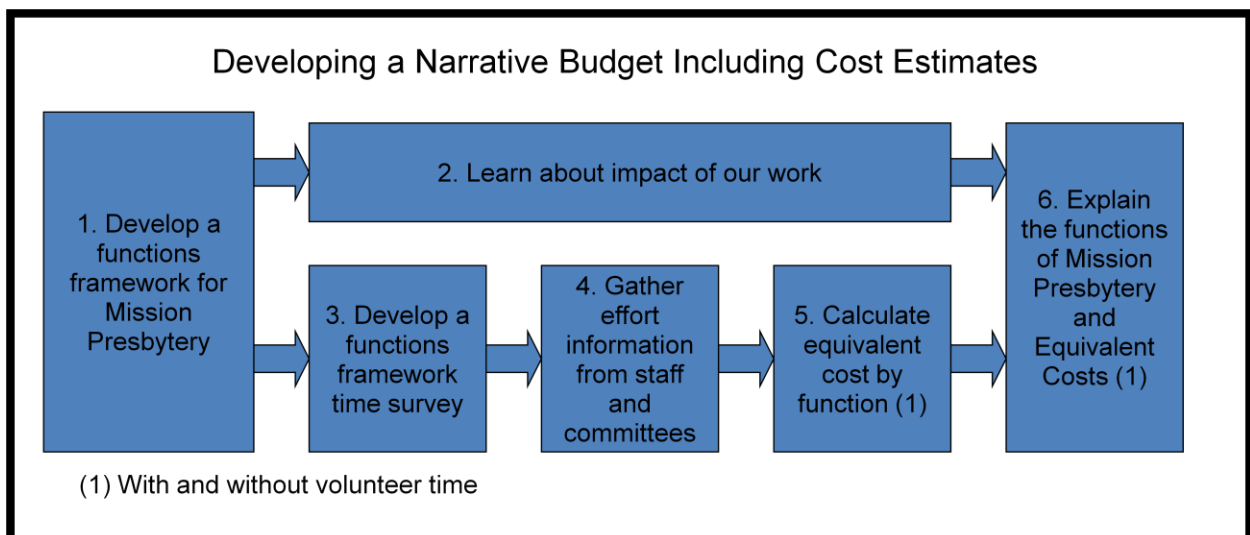 Developing a Narrative Budget Including Cost Estimates
1. Develop a
functions
framework for
Mission
Presbytery
2. Learn about impact of our work
3. Develop a
functions
framework
time survey
4. Gather
effort
information
from staff
and
committees
5. Calculate
equivalent
cost by
function (1)
6. Explain
the functions
of Mission
Presbytery
and
Equivalent
Costs (1)
(1) With and without volunteer time